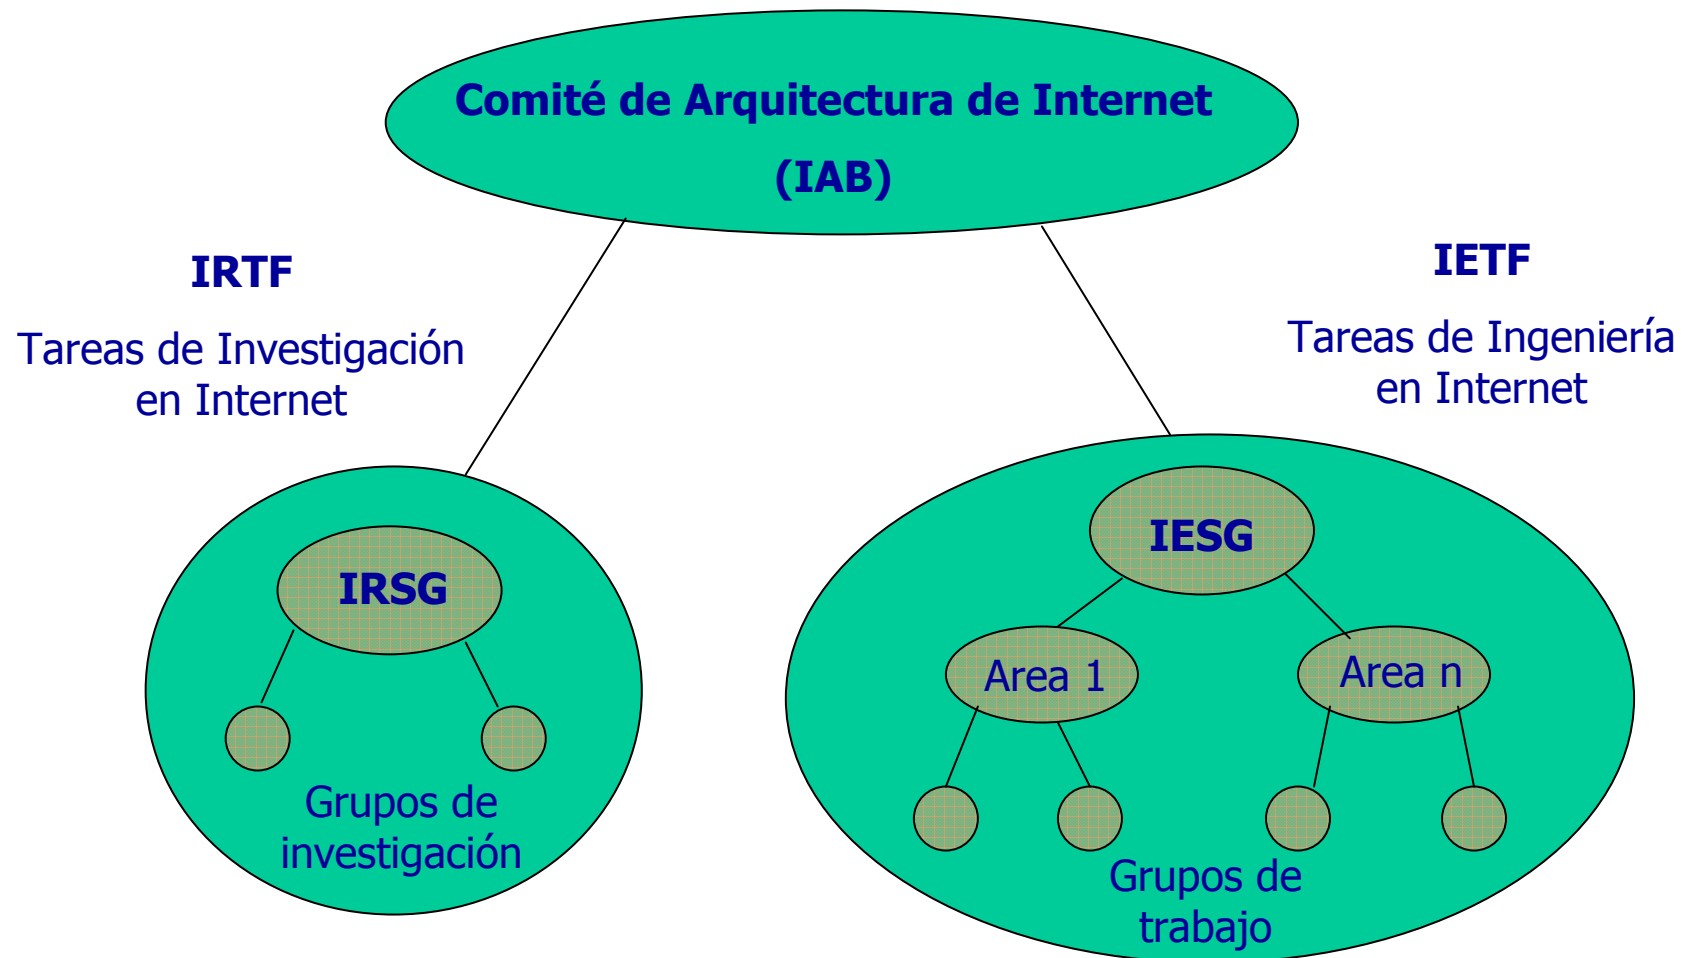 Comité de Arquitectura de Internet
(IAB)
IRTF
Tareas de Investigación
en Internet
IETF
Tareas de Ingeniería
en Internet
IRSG
Grupos de
investigación
IESG
Area 1
Area n
Grupos de
trabajo